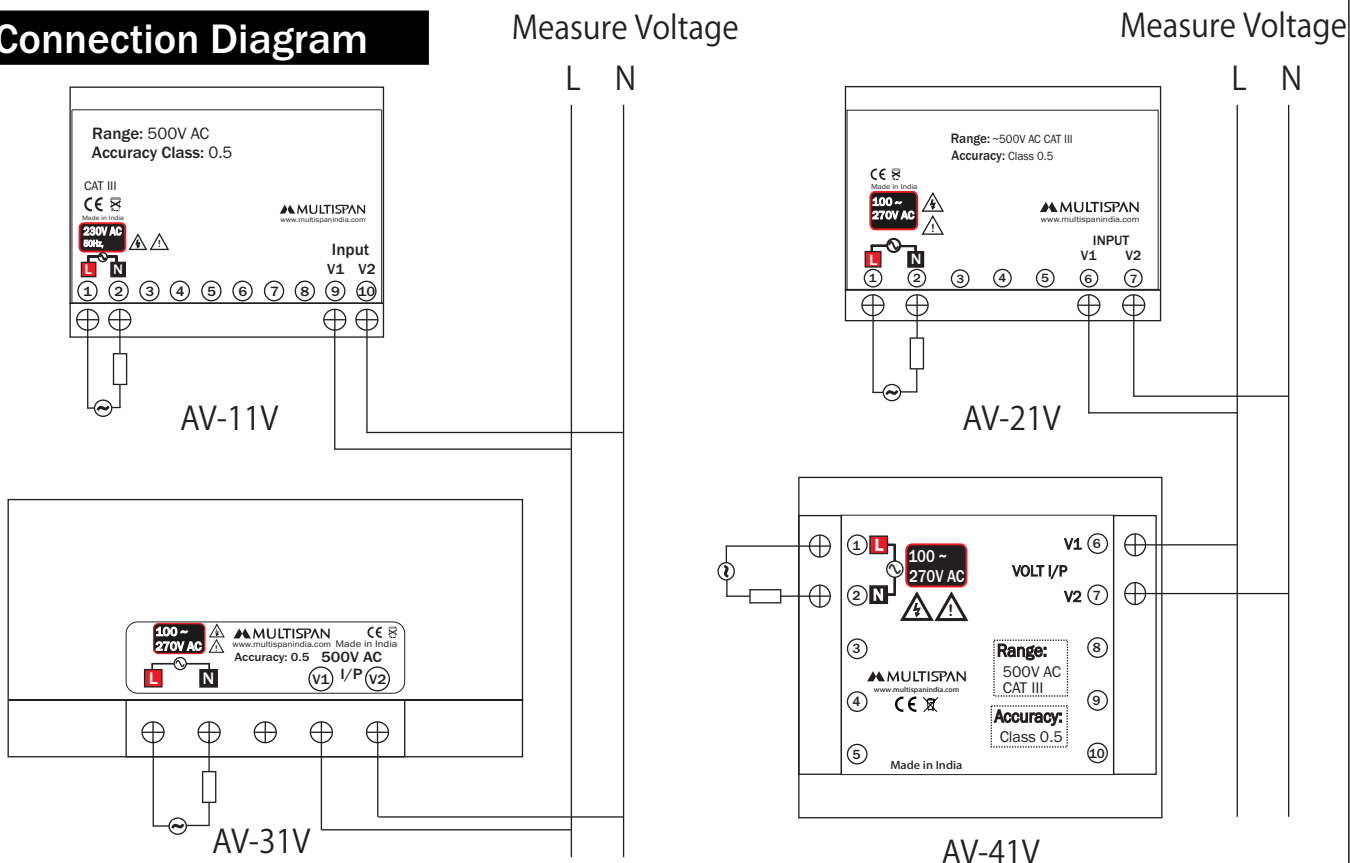 Connection Diagram
Measure Voltage
L N
Range: 500V AC
Accuracy Class: 0.5
CAT III
CE
Made in India
230V AC
50Hz,
MULTISPAN
www.multispanindia.com
Input
V1 V2
L N
1 2 3 4 5 6 7 8 9 10
AV-11V
Measure Voltage
L N
Range: ~500V AC CAT III
Accuracy: Class 0.5
CE
Made in India
100 ~
270V AC
MULTISPAN
www.multispanindia.com
INPUT
V1 V2
L N
1 2 3 4 5 6 7
AV-21V
100 ~
270V AC
MULTISPAN CE
www.multispanindia.com Made in India
Accuracy: 0.5 500V AC
L N V1 I/P V2
AV-31V
1 L
2 N
100 ~
270V AC
V1 6
VOLT I/P
V2 7
3
8
MULTISPAN
www.multispanindia.com
CE
Range:
500V AC
CAT III
4
9
Accuracy:
Class 0.5
5
10
Made in India
AV-41V